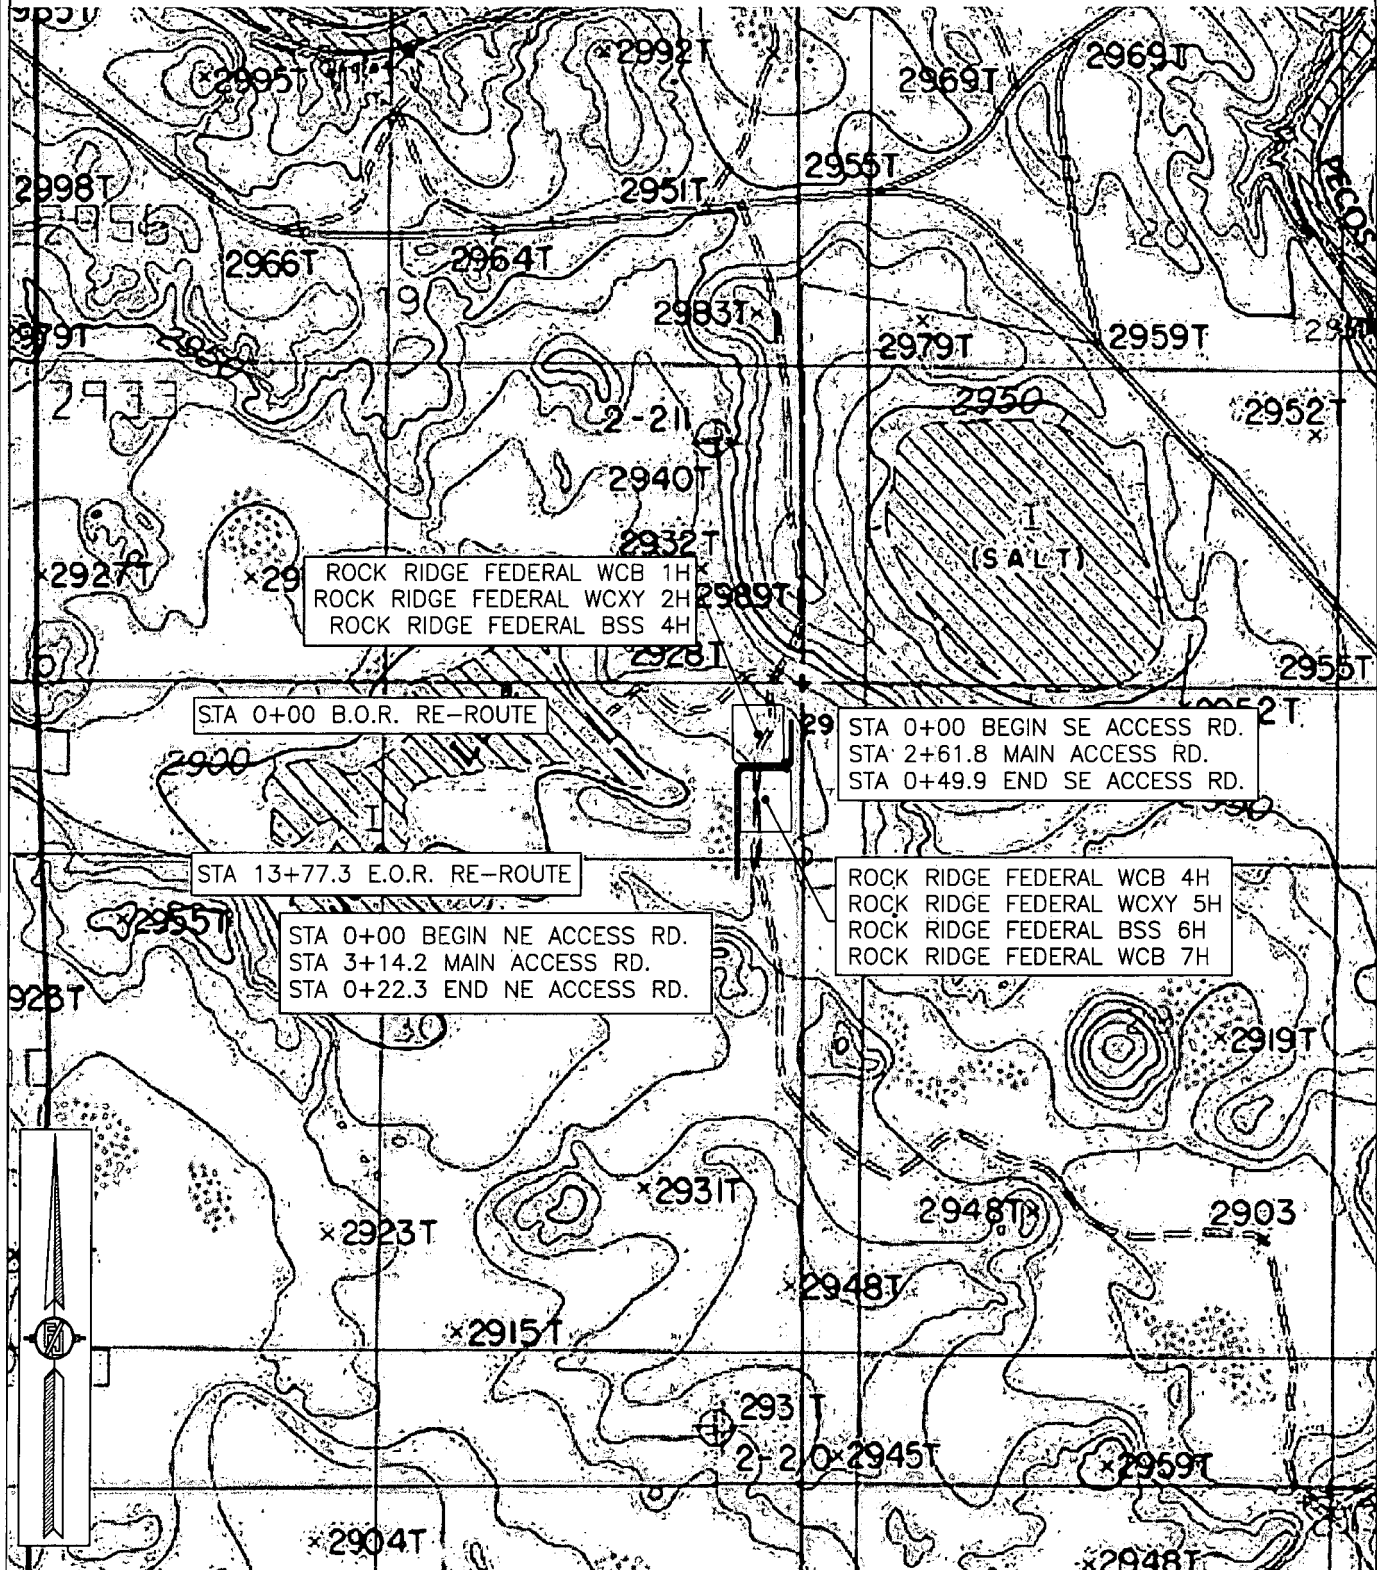 2995T
2992T
2969T
2969T
2998T
2951T
2955T
PECOS
2966T
2964T
20
19
2983T
2979T
2959T
2933
2950
2952T
2-211
2940T
2932T
I
(SALT)
2927T
ROCK RIDGE FEDERAL WCB 1H
ROCK RIDGE FEDERAL WCXY 2H
ROCK RIDGE FEDERAL BSS 4H
2989T
2928T
STA 0+00 B.O.R. RE-ROUTE
29
STA 0+00 BEGIN SE ACCESS RD.
STA 2+61.8 MAIN ACCESS RD.
STA 0+49.9 END SE ACCESS RD.
2900
I
STA 13+77.3 E.O.R. RE-ROUTE
ROCK RIDGE FEDERAL WCB 4H
ROCK RIDGE FEDERAL WCXY 5H
ROCK RIDGE FEDERAL BSS 6H
ROCK RIDGE FEDERAL WCB 7H
2955T
STA 0+00 BEGIN NE ACCESS RD.
STA 3+14.2 MAIN ACCESS RD.
STA 0+22.3 END NE ACCESS RD.
2919T
2931T
2948T
2903
2923T
2948T
2915T
293 T
2945T
2959T
2904T
2948T